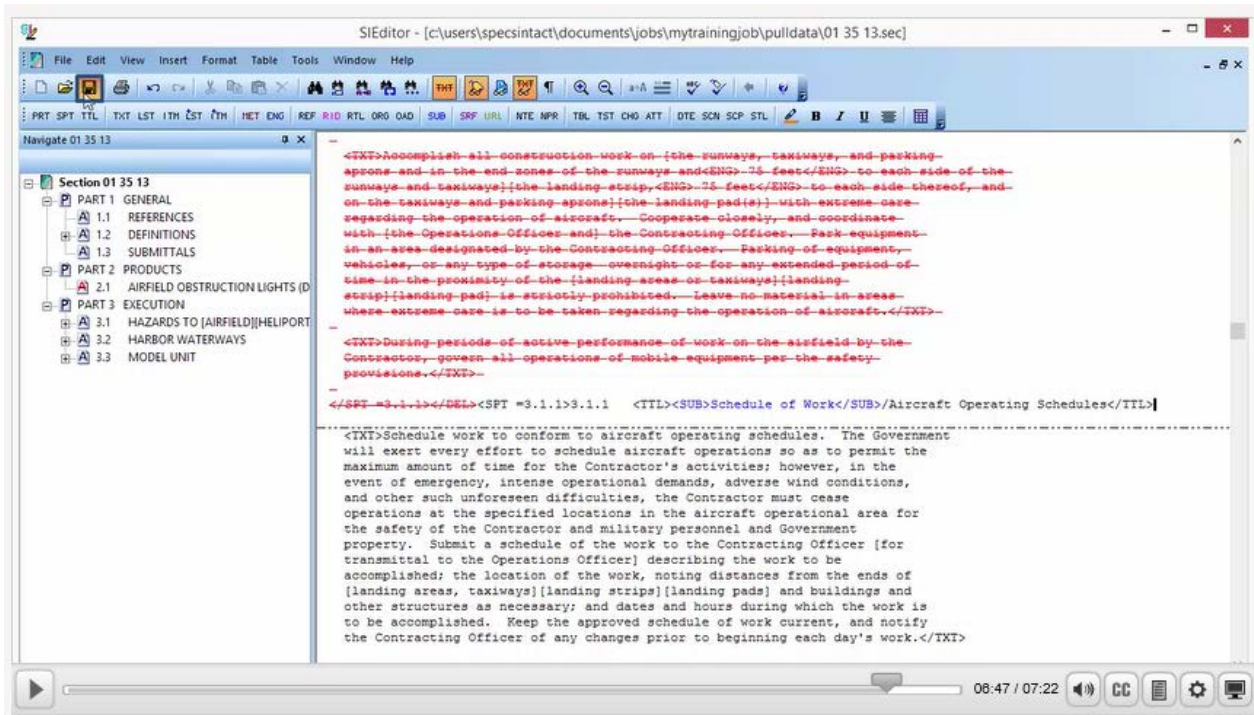 SIEditor - [c:\users\specsintact\documents\jobs\mytrainingjob\pulldata\01 35 13.sec]
File Edit View Insert Format Table Tools Window Help
THT THT ¶
PRT SPT TTL TXT LST ITM ĽST ĬTM MET ENG REF RID RTL ORG OAD SUB SRF URL NTE NPR TBL TST CHG ATT DTE SCN SCP STL B I U
Navigate 01 35 13
Section 01 35 13
PART 1 GENERAL
1.1 REFERENCES
1.2 DEFINITIONS
1.3 SUBMITTALS
PART 2 PRODUCTS
2.1 AIRFIELD OBSTRUCTION LIGHTS (D
PART 3 EXECUTION
3.1 HAZARDS TO [AIRFIELD][HELIPORT
3.2 HARBOR WATERWAYS
3.3 MODEL UNIT
<TXT>Accomplish all construction work on [the runways, taxiways, and parking
aprons and in the end zones of the runways and<ENG> 75 feet</ENG> to each side of the
runways and taxiways][the landing strip,<ENG> 75 feet</ENG> to each side thereof, and
on the taxiways and parking aprons][the landing pad(s)] with extreme care
regarding the operation of aircraft. Cooperate closely, and coordinate
with [the Operations Officer and] the Contracting Officer. Park equipment
in an area designated by the Contracting Officer. Parking of equipment,
vehicles, or any type of storage overnight or for any extended period of
time in the proximity of the [landing areas or taxiways][landing
strip][landing pad] is strictly prohibited. Leave no material in areas
where extreme care is to be taken regarding the operation of aircraft.</TXT>
<TXT>During periods of active performance of work on the airfield by the
Contractor, govern all operations of mobile equipment per the safety
provisions.</TXT>
</SPT =3.1.1></DEL><SPT =3.1.1>3.1.1 <TTL><SUB>Schedule of Work</SUB>/Aircraft Operating Schedules</TTL>
<TXT>Schedule work to conform to aircraft operating schedules. The Government
will exert every effort to schedule aircraft operations so as to permit the
maximum amount of time for the Contractor's activities; however, in the
event of emergency, intense operational demands, adverse wind conditions,
and other such unforeseen difficulties, the Contractor must cease
operations at the specified locations in the aircraft operational area for
the safety of the Contractor and military personnel and Government
property. Submit a schedule of the work to the Contracting Officer [for
transmittal to the Operations Officer] describing the work to be
accomplished; the location of the work, noting distances from the ends of
[landing areas, taxiways][landing strips][landing pads] and buildings and
other structures as necessary; and dates and hours during which the work is
to be accomplished. Keep the approved schedule of work current, and notify
the Contracting Officer of any changes prior to beginning each day's work.</TXT>
06:47 / 07:22 CC